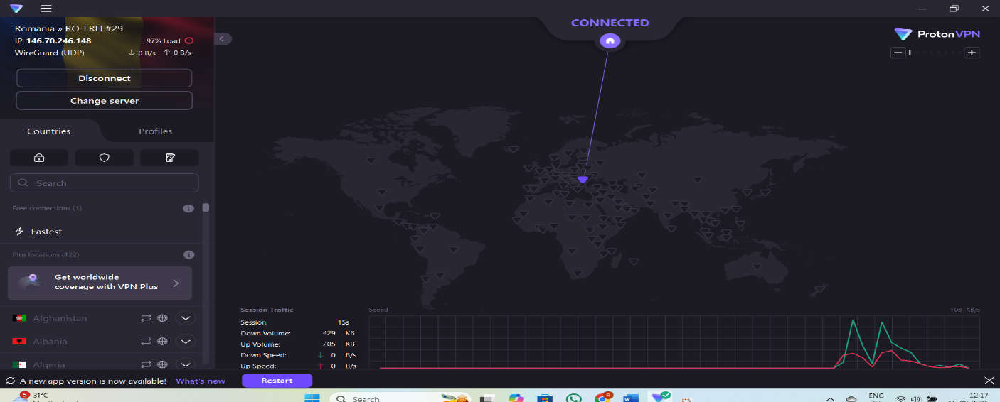 Romania » RO-FREE#29
IP: 146.70.246.148 97% Load
WireGuard (UDP) ↓ 0 B/s ↑ 0 B/s
Disconnect
Change server
Countries Profiles
Search
Free connections (1)
Fastest
Plus locations (122)
Get worldwide
coverage with VPN Plus
Afghanistan
Albania
Algeria
CONNECTED
ProtonVPN
Session Traffic
Session: 15s
Down Volume: 429 KB
Up Volume: 205 KB
Down Speed: ↓ 0 B/s
Up Speed: ↑ 0 B/s
Speed 103 KB/s
A new app version is now available! What's new Restart
5 31°C
Search
R
W
ENG
12:17